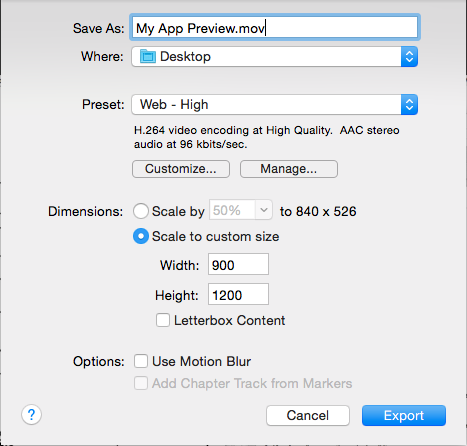 Save As: My App Preview.mov
Where: Desktop
Preset: Web - High
H.264 video encoding at High Quality. AAC stereo
audio at 96 kbits/sec.
Customize... Manage...
Dimensions: Scale by 50% to 840 x 526
Scale to custom size
Width: 900
Height: 1200
Letterbox Content
Options: Use Motion Blur
Add Chapter Track from Markers
? Cancel Export